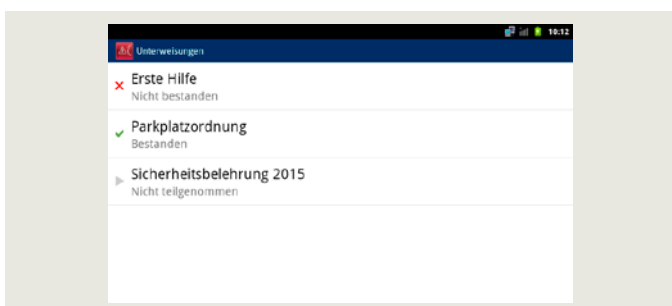 10:12
Unterweisungen
Erste Hilfe
Nicht bestanden
Parkplatzordnung
Bestanden
Sicherheitsbelehrung 2015
Nicht teilgenommen